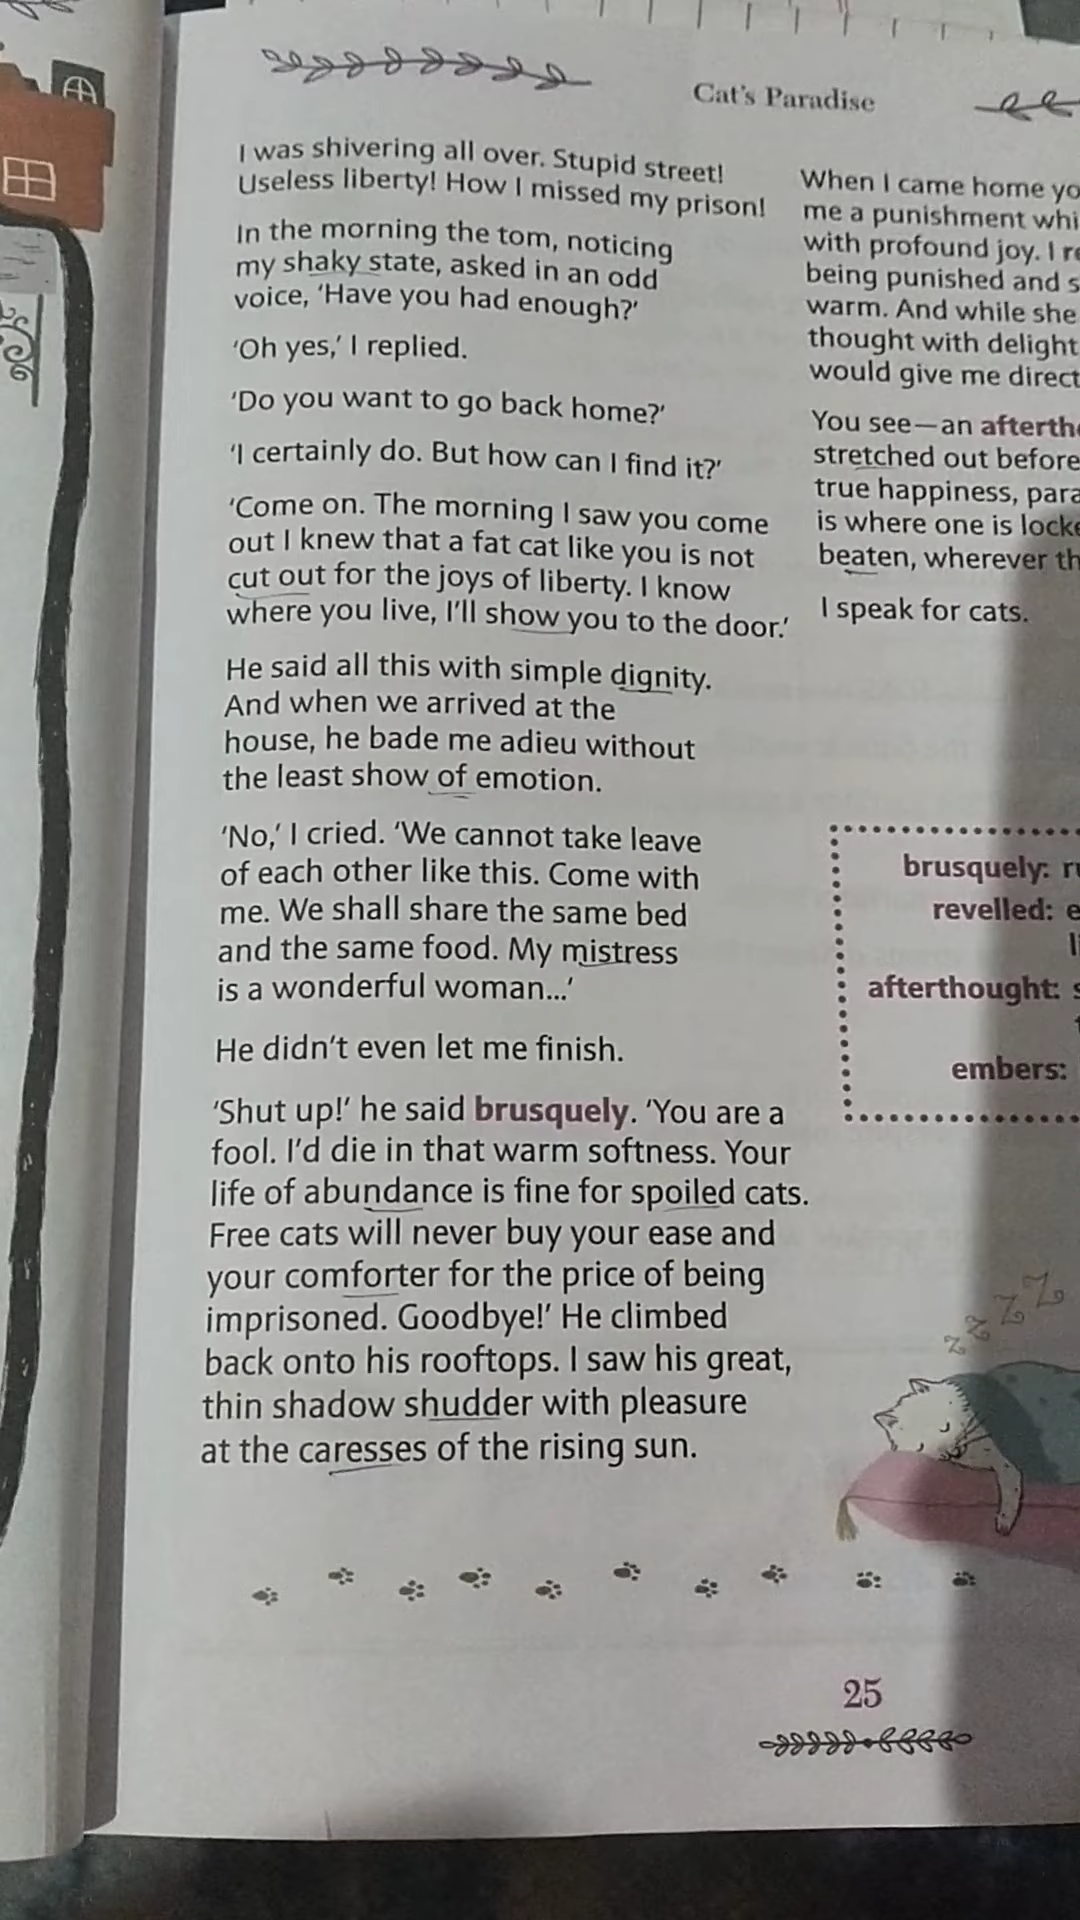 Cat's Paradise
I was shivering all over. Stupid street!
Useless liberty! How I missed my prison!
In the morning the tom, noticing
my shaky state, asked in an odd
voice, 'Have you had enough?'
'Oh yes,' I replied.
'Do you want to go back home?'
'I certainly do. But how can I find it?'
'Come on. The morning I saw you come
out I knew that a fat cat like you is not
cut out for the joys of liberty. I know
where you live, I'll show you to the door.'
He said all this with simple dignity.
And when we arrived at the
house, he bade me adieu without
the least show of emotion.
'No,' I cried. 'We cannot take leave
of each other like this. Come with
me. We shall share the same bed
and the same food. My mistress
is a wonderful woman...'
He didn't even let me finish.
'Shut up!' he said brusquely. 'You are a
fool. I'd die in that warm softness. Your
life of abundance is fine for spoiled cats.
Free cats will never buy your ease and
your comforter for the price of being
imprisoned. Goodbye!' He climbed
back onto his rooftops. I saw his great,
thin shadow shudder with pleasure
at the caresses of the rising sun.
When I came home
me a punishment
with profound joy. I
being punished and
warm. And while she
thought with delight
would give me
You see—an
stretched out before
true happiness,
is where one is
beaten, wherever
I speak for cats.
brusquely:
revelled:
afterthought:
embers:
z z Z Z
25